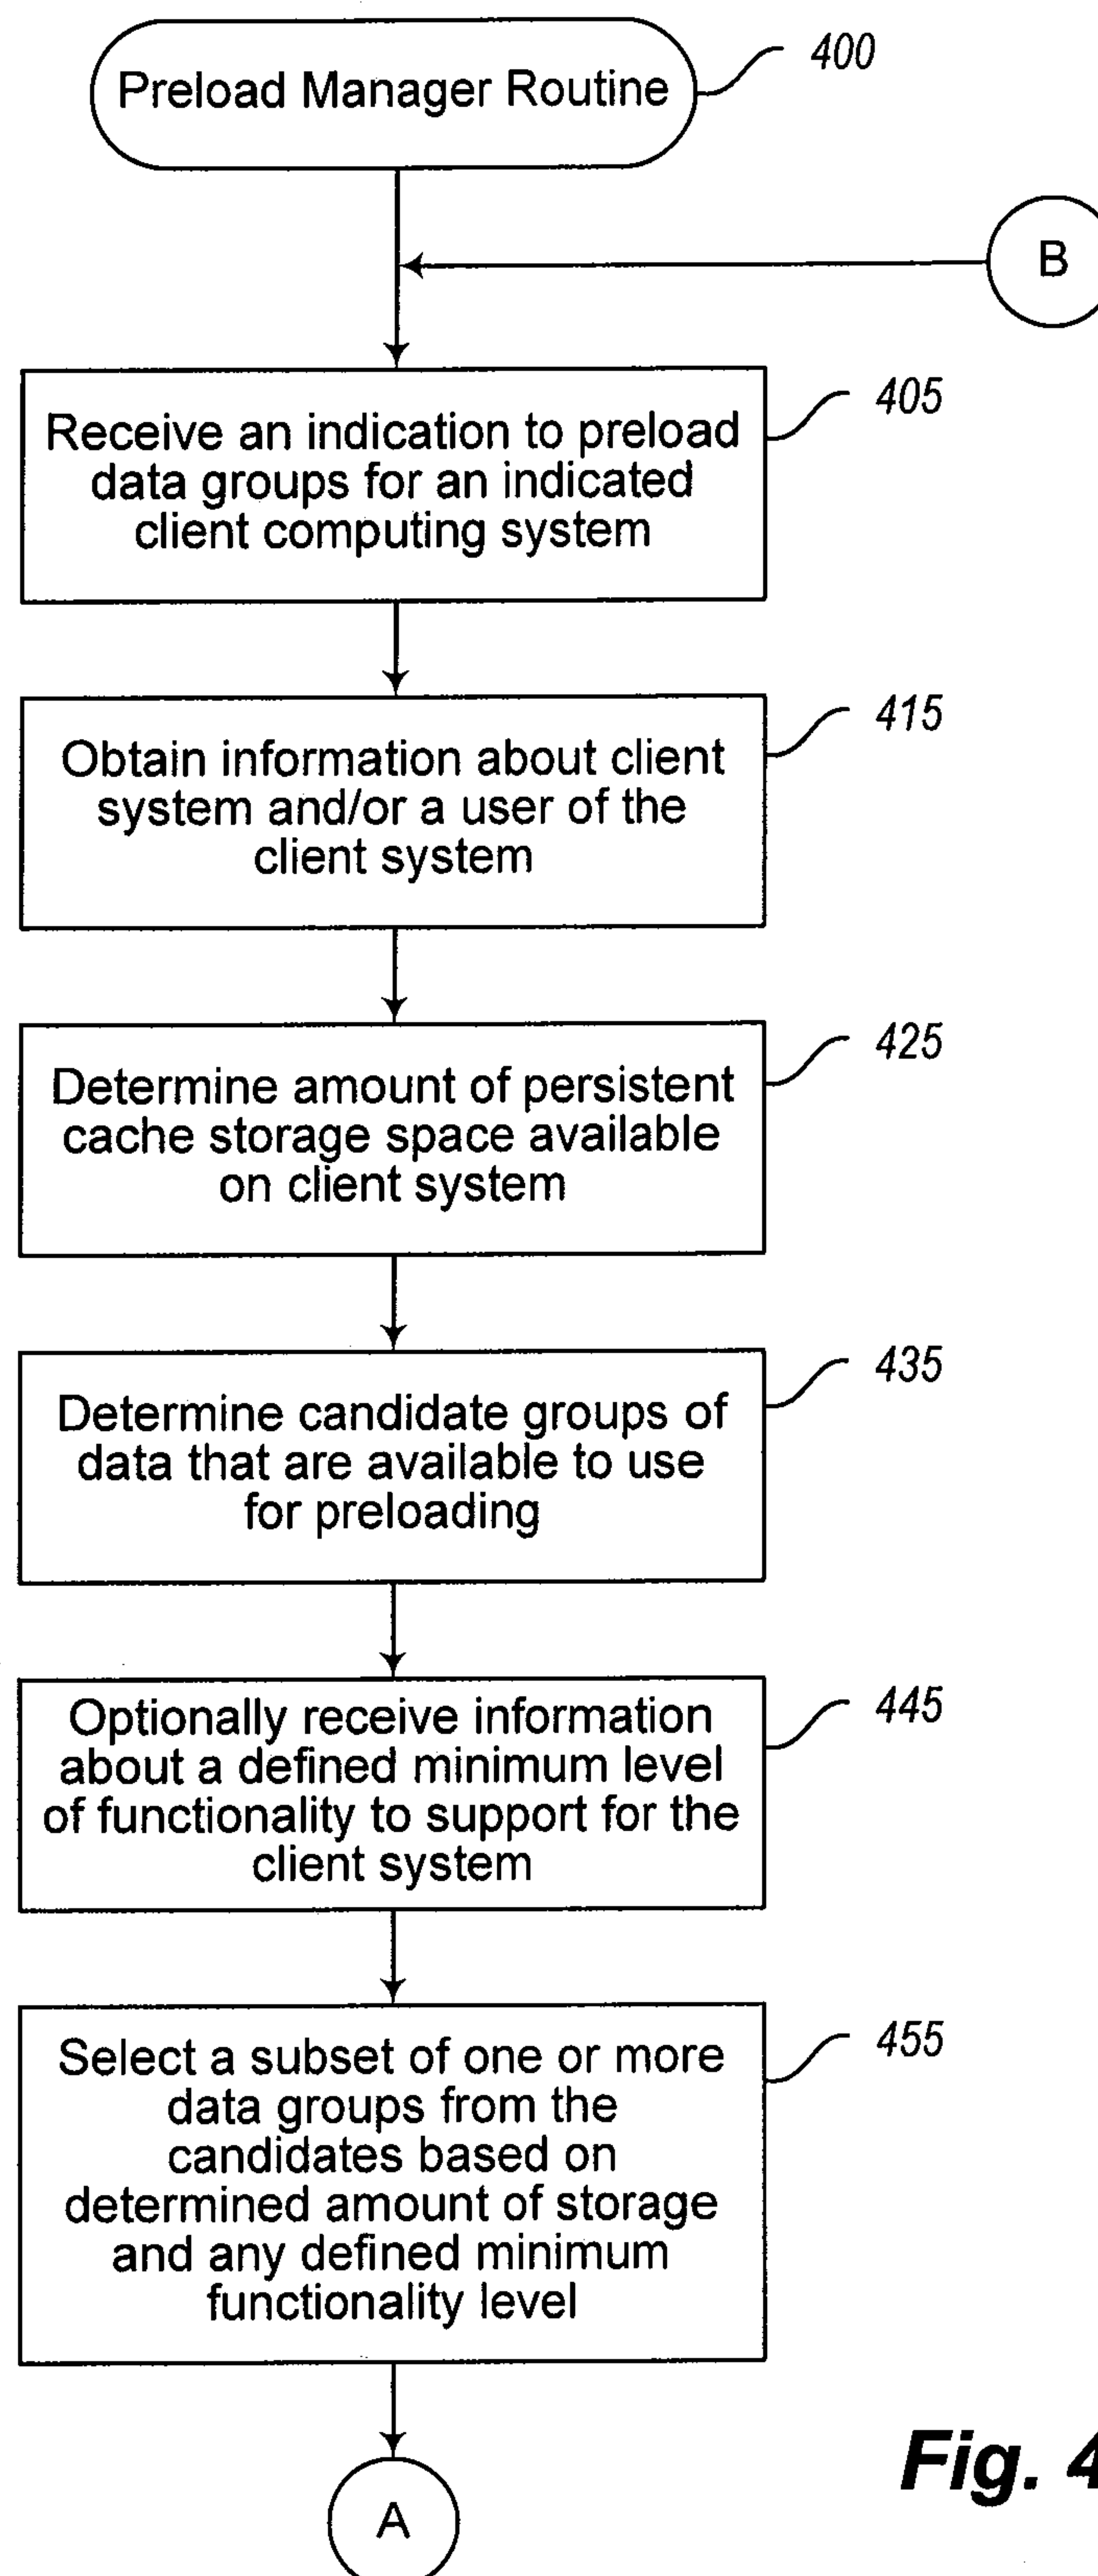 Preload Manager Routine
400
B
405
Receive an indication to preload
data groups for an indicated
client computing system
415
Obtain information about client
system and/or a user of the
client system
425
Determine amount of persistent
cache storage space available
on client system
435
Determine candidate groups of
data that are available to use
for preloading
445
Optionally receive information
about a defined minimum level
of functionality to support for the
client system
455
Select a subset of one or more
data groups from the
candidates based on
determined amount of storage
and any defined minimum
functionality level
Fig. 4
A